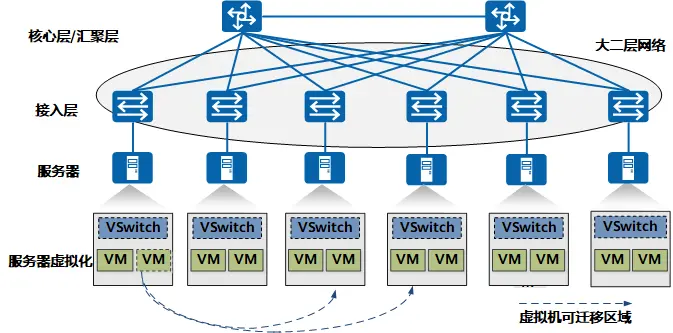 核心层/汇聚层
大二层网络
接入层
服务器
VSwitch VSwitch VSwitch VSwitch VSwitch VSwitch
服务器虚拟化 VM VM VM VM VM VM VM VM VM VM VM VM
虚拟机可迁移区域